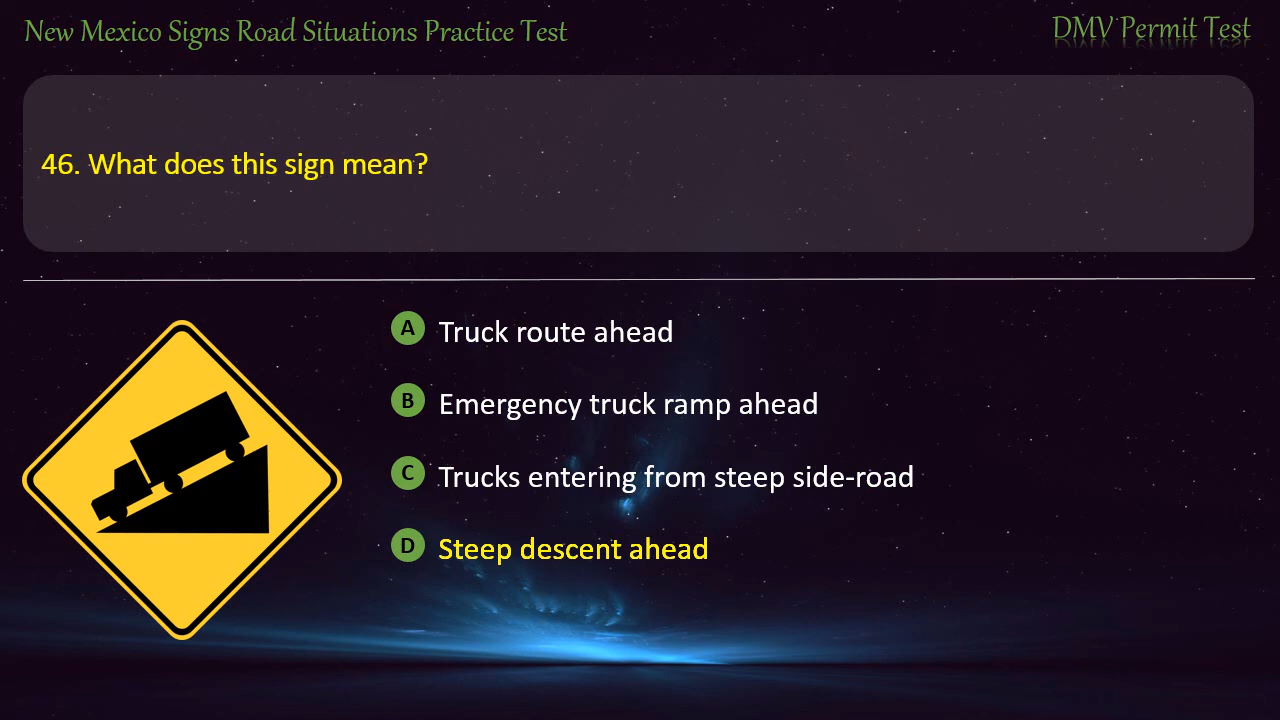 New Mexico Signs Road Situations Practice Test
DMV Permit Test
46. What does this sign mean?
A Truck route ahead
B Emergency truck ramp ahead
C Trucks entering from steep side-road
D Steep descent ahead